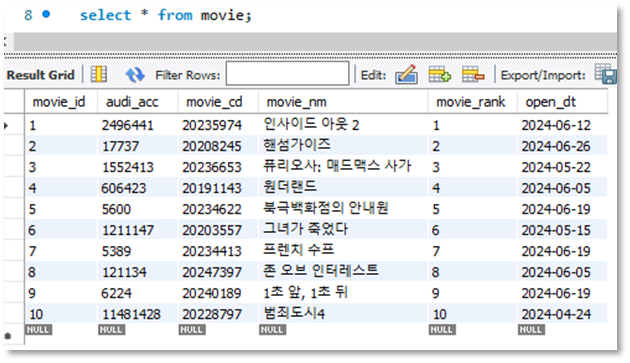 8 select * from movie;
Result Grid Filter Rows: Edit: Export/Import:
movie_id audi_acc movie_cd movie_nm movie_rank open_dt
1 2496441 20235974 인사이드 아웃 2 1 2024-06-12
2 17737 20208245 핸섬가이즈 2 2024-06-26
3 1552413 20236653 퓨리오사: 매드맥스 사가 3 2024-05-22
4 606423 20191143 원더랜드 4 2024-06-05
5 5600 20234622 북극백화점의 안내원 5 2024-06-19
6 1211147 20203557 그녀가 죽었다 6 2024-05-15
7 5389 20234413 프렌치 수프 7 2024-06-19
8 121134 20247397 존 오브 인터레스트 8 2024-06-05
9 6224 20240189 1초 앞, 1초 뒤 9 2024-06-19
10 11481428 20228797 범죄도시4 10 2024-04-24
NULL NULL NULL NULL NULL NULL